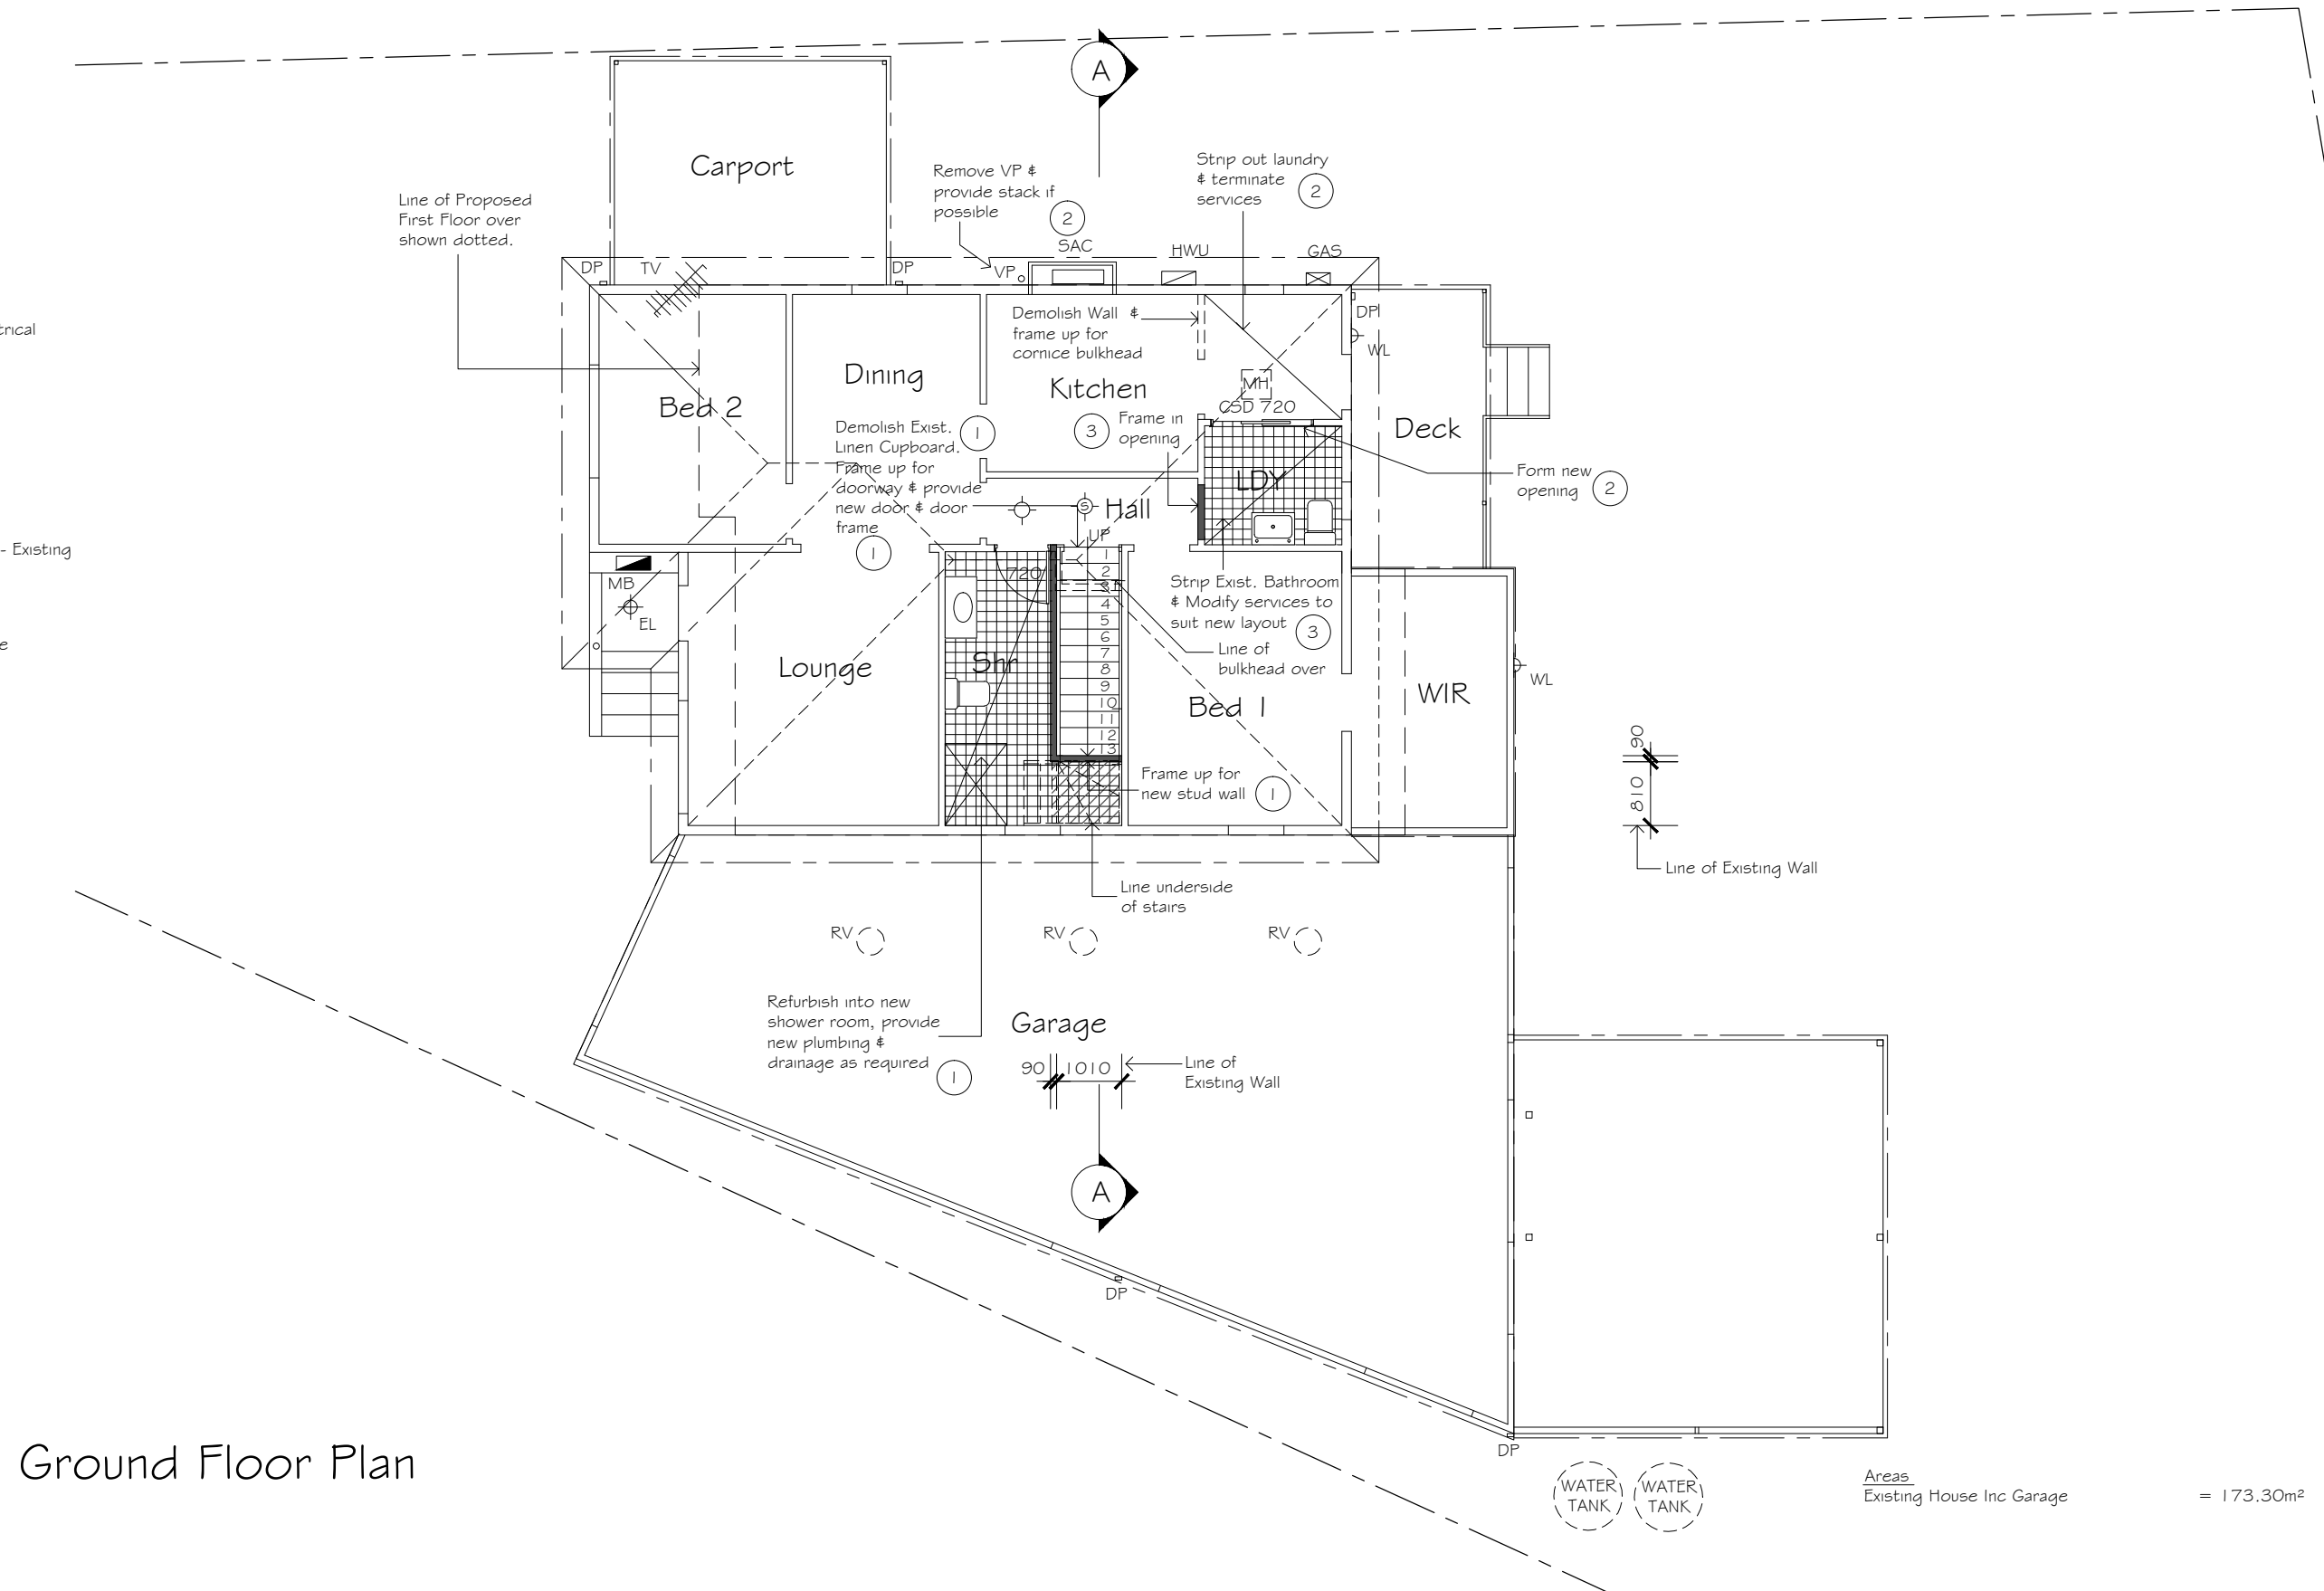 A
Carport
Remove VP &
provide stack if
possible
2
Strip out laundry
& terminate
services
2
Line of Proposed
First Floor over
shown dotted.
SAC
HWU
GAS
DP
TV
DP
VP
Demolish Wall &
frame up for
cornice bulkhead
DP
WL
trical
Bed 2
Dining
Kitchen
MH
CSD 720
Deck
Demolish Exist.
Linen Cupboard.
Frame up for
doorway & provide
new door & door
frame
1
1
3
Frame in
opening
LDY
Form new
opening
2
S
Hall
UP
- Existing
MB
EL
e
720
1
2
3
4
5
6
7
8
9
10
11
12
13
Strip Exist. Bathroom
& Modify services to
suit new layout
3
Line of
bulkhead over
Lounge
Shr
Bed 1
WIR
WL
90
810
Line of Existing Wall
Frame up for
new stud wall
1
Line underside
of stairs
RV
RV
RV
Refurbish into new
shower room, provide
new plumbing &
drainage as required
1
Garage
90
1010
Line of
Existing Wall
A
DP
DP
Ground Floor Plan
WATER
TANK
WATER
TANK
Areas
Existing House Inc Garage = 173.30m²